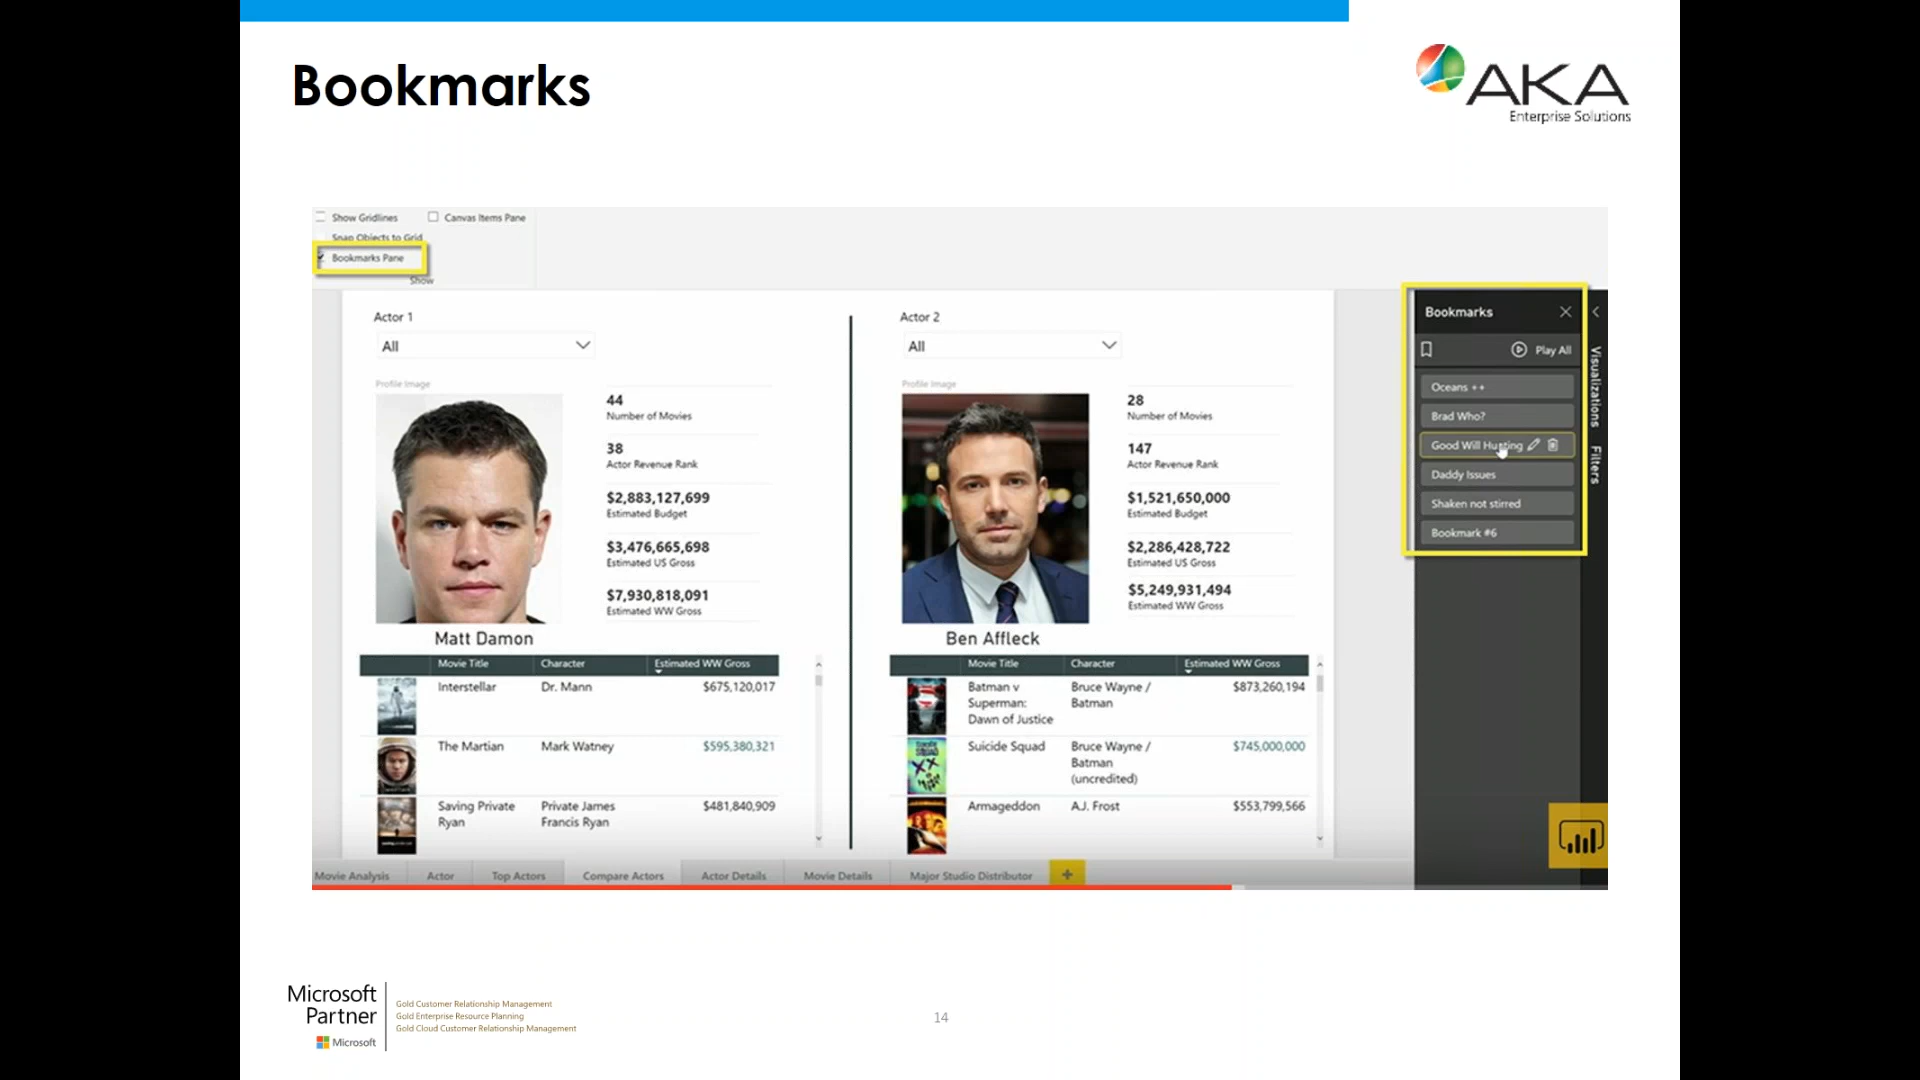 Bookmarks
AKA
Enterprise Solutions
Show Gridlines
Canvas Items Pane
Snap Objects to Grid
Bookmarks Pane
Show
Actor 1
All
Profile Image
44
Number of Movies
38
Actor Revenue Rank
$2,883,127,699
Estimated Budget
$3,476,665,698
Estimated US Gross
$7,930,818,091
Estimated WW Gross
Matt Damon
Movie Title Character Estimated WW Gross
Interstellar Dr. Mann $675,120,017
The Martian Mark Watney $595,380,321
Saving Private Private James $481,840,909
Ryan Francis Ryan
Actor 2
All
Profile Image
28
Number of Movies
147
Actor Revenue Rank
$1,521,650,000
Estimated Budget
$2,286,428,722
Estimated US Gross
$5,249,931,494
Estimated WW Gross
Ben Affleck
Movie Title Character Estimated WW Gross
Batman v Bruce Wayne / $873,260,194
Superman: Batman
Dawn of Justice
Suicide Squad Bruce Wayne / $745,000,000
Batman
(uncredited)
Armageddon A.J. Frost $553,799,566
Bookmarks
Play All
Oceans ++
Brad Who?
Good Will Hunting
Daddy Issues
Shaken not stirred
Bookmark #6
Visualizations
Filters
Movie Analysis Actor Top Actors Compare Actors Actor Details Movie Details Major Studio Distributor +
Microsoft
Partner
Microsoft
Gold Customer Relationship Management
Gold Enterprise Resource Planning
Gold Cloud Customer Relationship Management
14